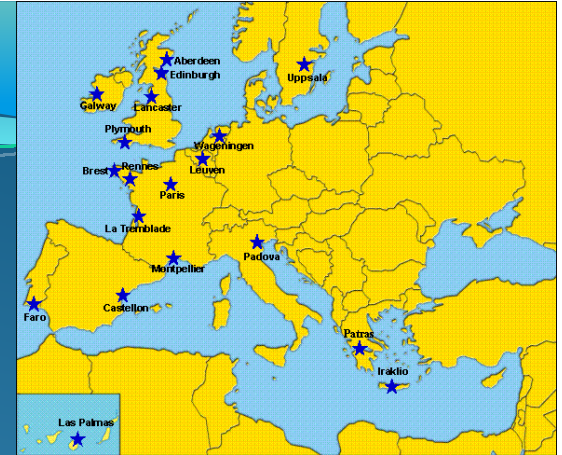 Aberdeen
Edinburgh
Uppsala
Galway
Lancaster
Plymouth
Wageningen
Brest
Rennes
Leuven
Paris
La Tremblade
Padova
Montpellier
Castellon
Faro
Patras
Iraklio
Las Palmas